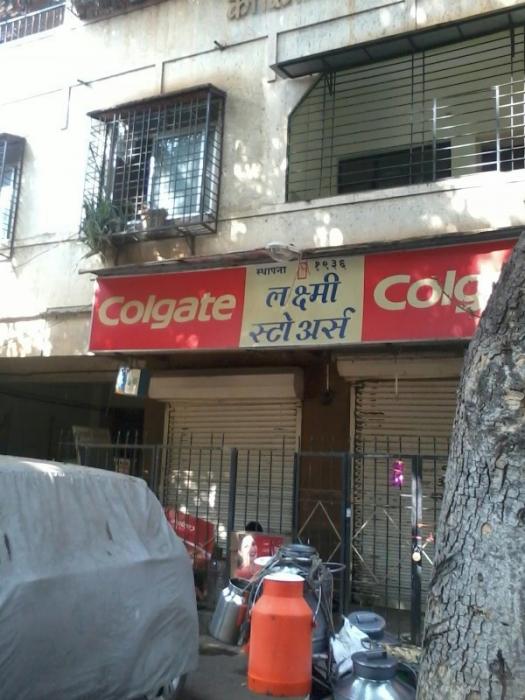 Colgate
स्थापना १९३६
लक्ष्मी
स्टोअर्स
Colg